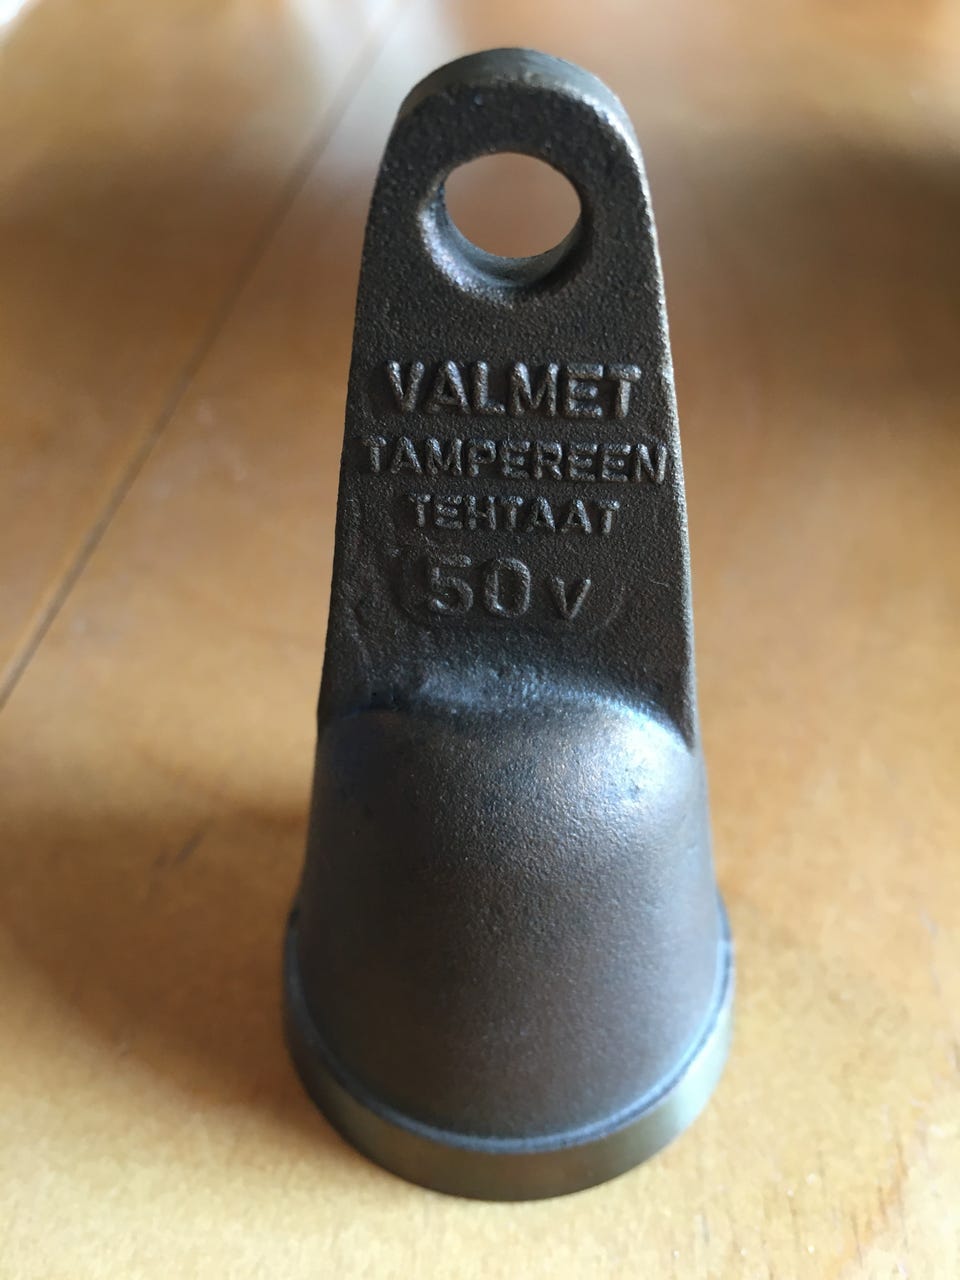 VALMET
TAMPEREEN
TEHTAAT
50 v